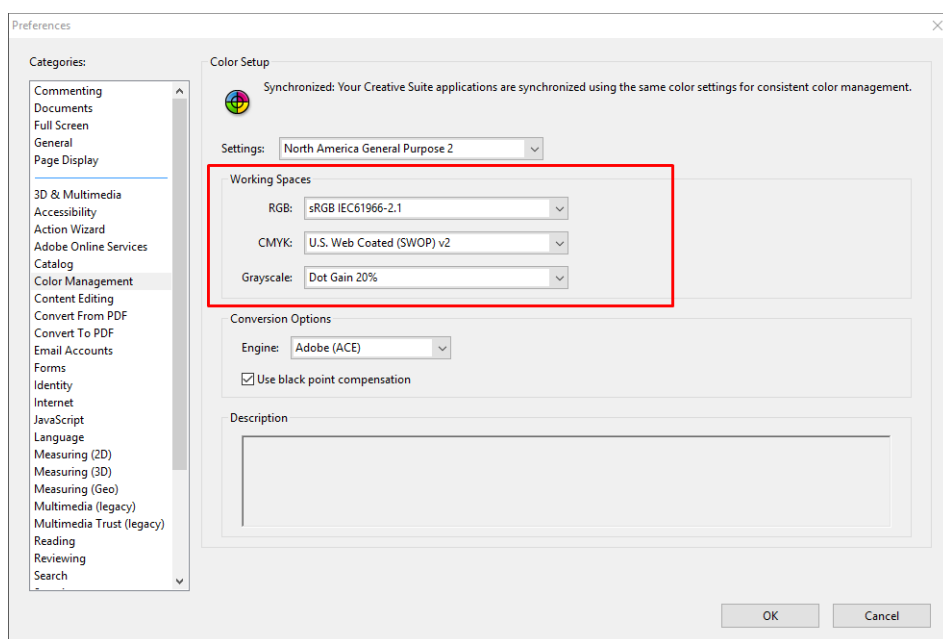 Preferences
Categories:
Commenting
Documents
Full Screen
General
Page Display
3D & Multimedia
Accessibility
Action Wizard
Adobe Online Services
Catalog
Color Management
Content Editing
Convert From PDF
Convert To PDF
Email Accounts
Forms
Identity
Internet
JavaScript
Language
Measuring (2D)
Measuring (3D)
Measuring (Geo)
Multimedia (legacy)
Multimedia Trust (legacy)
Reading
Reviewing
Search
Color Setup
Synchronized: Your Creative Suite applications are synchronized using the same color settings for consistent color management.
Settings: North America General Purpose 2
Working Spaces
RGB: sRGB IEC61966-2.1
CMYK: U.S. Web Coated (SWOP) v2
Grayscale: Dot Gain 20%
Conversion Options
Engine: Adobe (ACE)
Use black point compensation
Description
OK Cancel